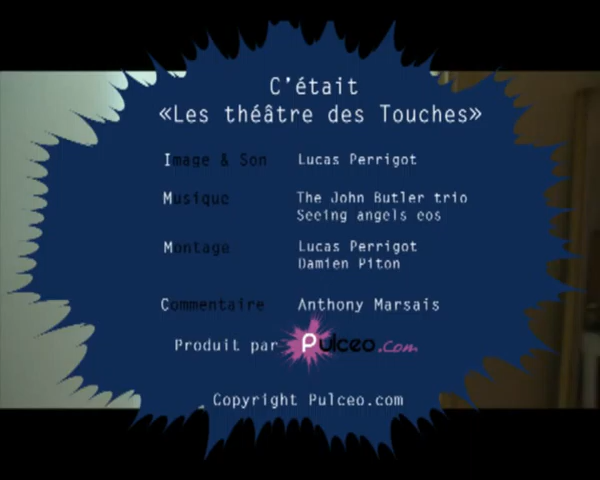 C'était
«Les théâtre des Touches»
Image & Son Lucas Perrigot
Musique The John Butler trio
Seeing angels eos
Montage Lucas Perrigot
Damien Piton
Commentaire Anthony Marsais
Produit par Pulceo.com
Copyright Pulceo.com